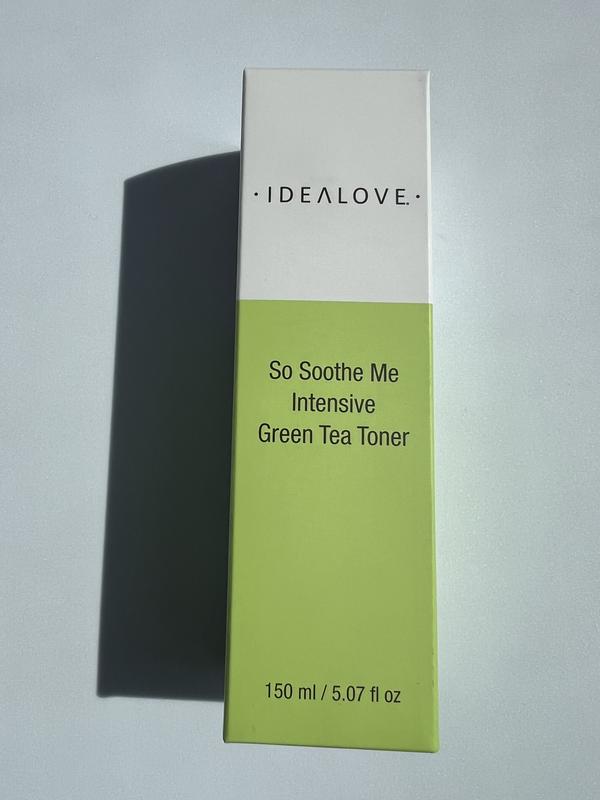 · IDEALOVE. ·
So Soothe Me
Intensive
Green Tea Toner
150 ml / 5.07 fl oz